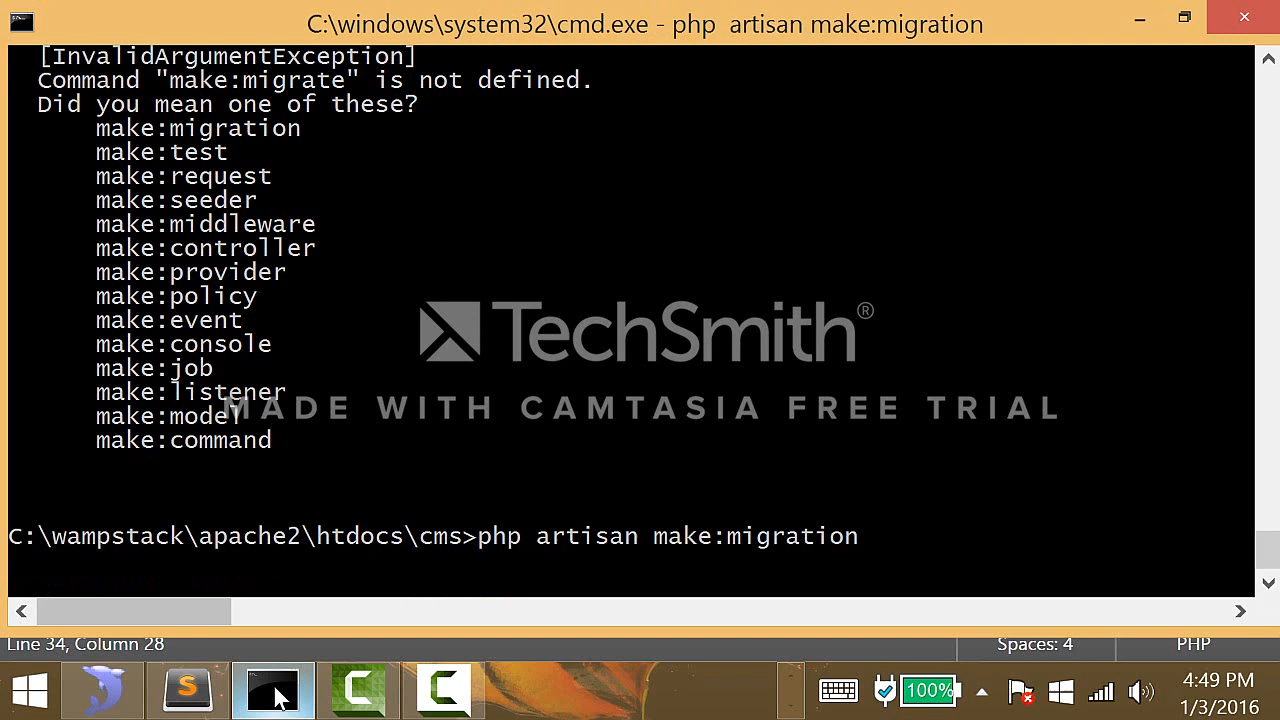 C:\windows\system32\cmd.exe - php  artisan make:migration
[InvalidArgumentException]
Command "make:migrate" is not defined.
Did you mean one of these?
make:migration
make:test
make:request
make:seeder
make:middleware
make:controller
make:provider
make:policy
make:event
make:console
make:job
make:listener
make:model
make:command
TechSmith®
MADE WITH CAMTASIA FREE TRIAL
C:\wampstack\apache2\htdocs\cms>php artisan make:migration
Line 34, Column 28
Spaces: 4
PHP
100%
4:49 PM
1/3/2016